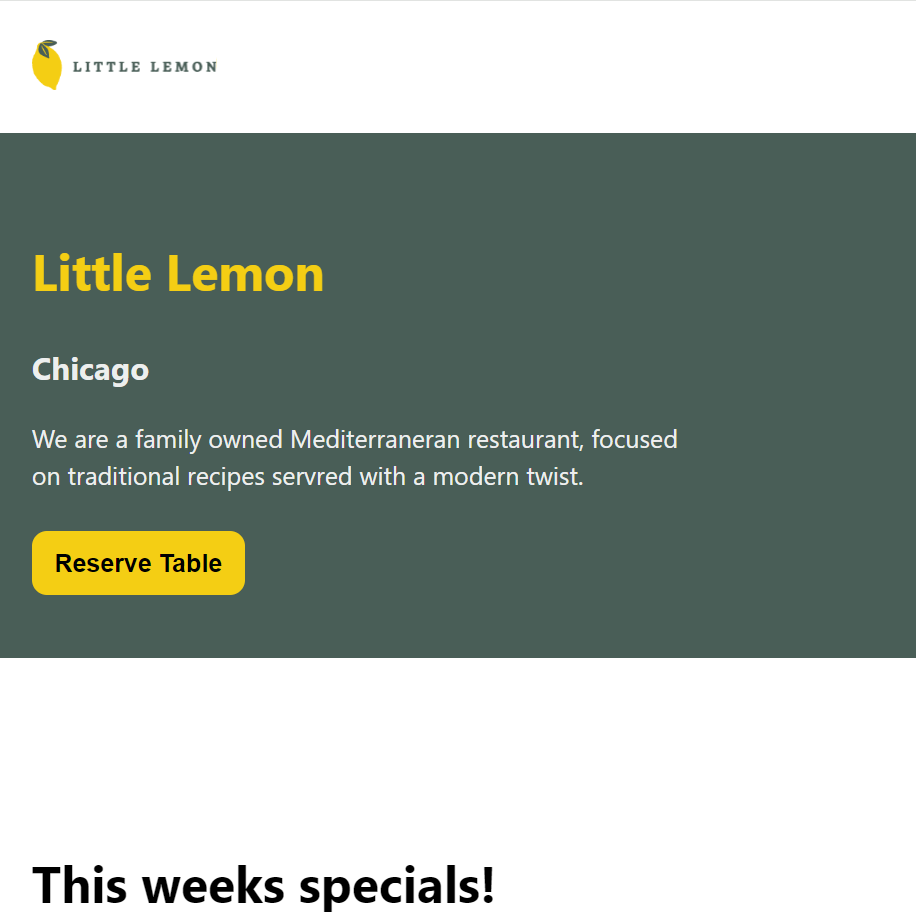 LITTLE LEMON
Little Lemon
Chicago
We are a family owned Mediterraneran restaurant, focused
on traditional recipes servred with a modern twist.
Reserve Table
This weeks specials!